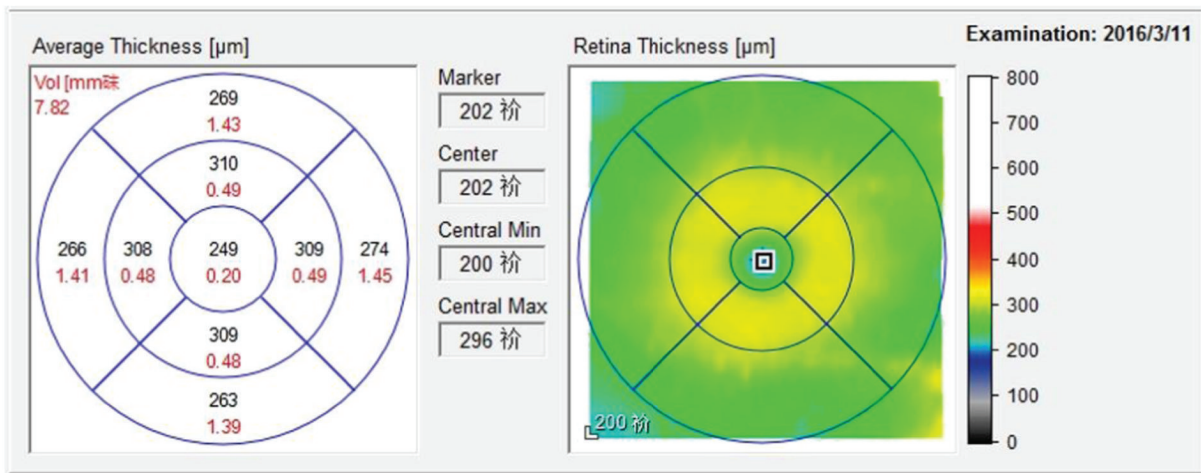 Examination: 2016/3/11
Average Thickness [µm]
Vol [mm珠
7.82
269
1.43
310
0.49
266
1.41
308
0.48
249
0.20
309
0.49
274
1.45
309
0.48
263
1.39
Marker
202 祄
Center
202 祄
Central Min
200 祄
Central Max
296 祄
Retina Thickness [µm]
200 祄
800
700
600
500
400
300
200
100
0